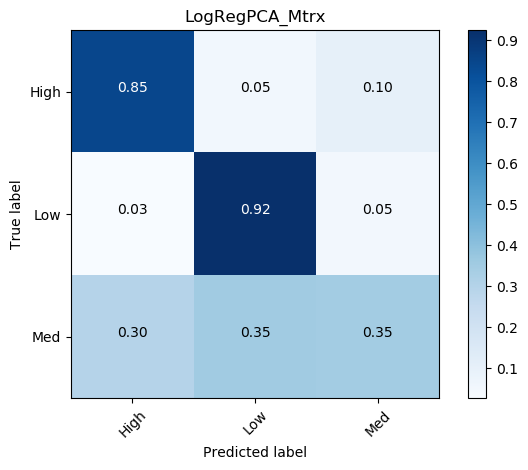 LogRegPCA_Mtrx
True label
High 0.85 0.05 0.10
Low 0.03 0.92 0.05
Med 0.30 0.35 0.35
High Low Med
Predicted label
0.9
0.8
0.7
0.6
0.5
0.4
0.3
0.2
0.1